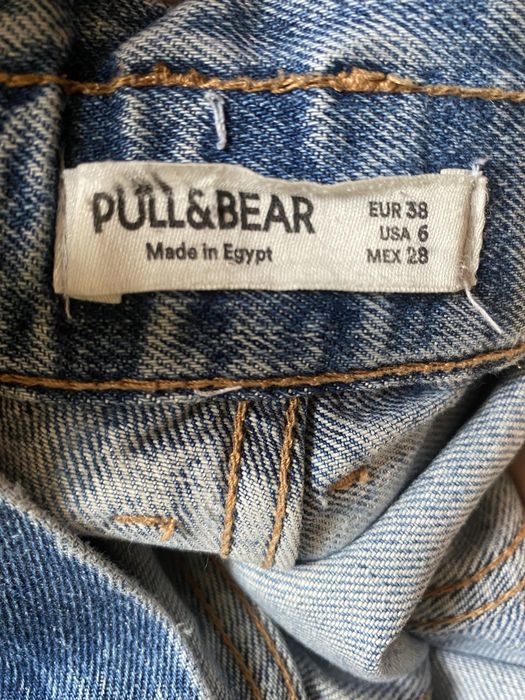 PULL&BEAR
Made in Egypt
EUR 38
USA 6
MEX 28